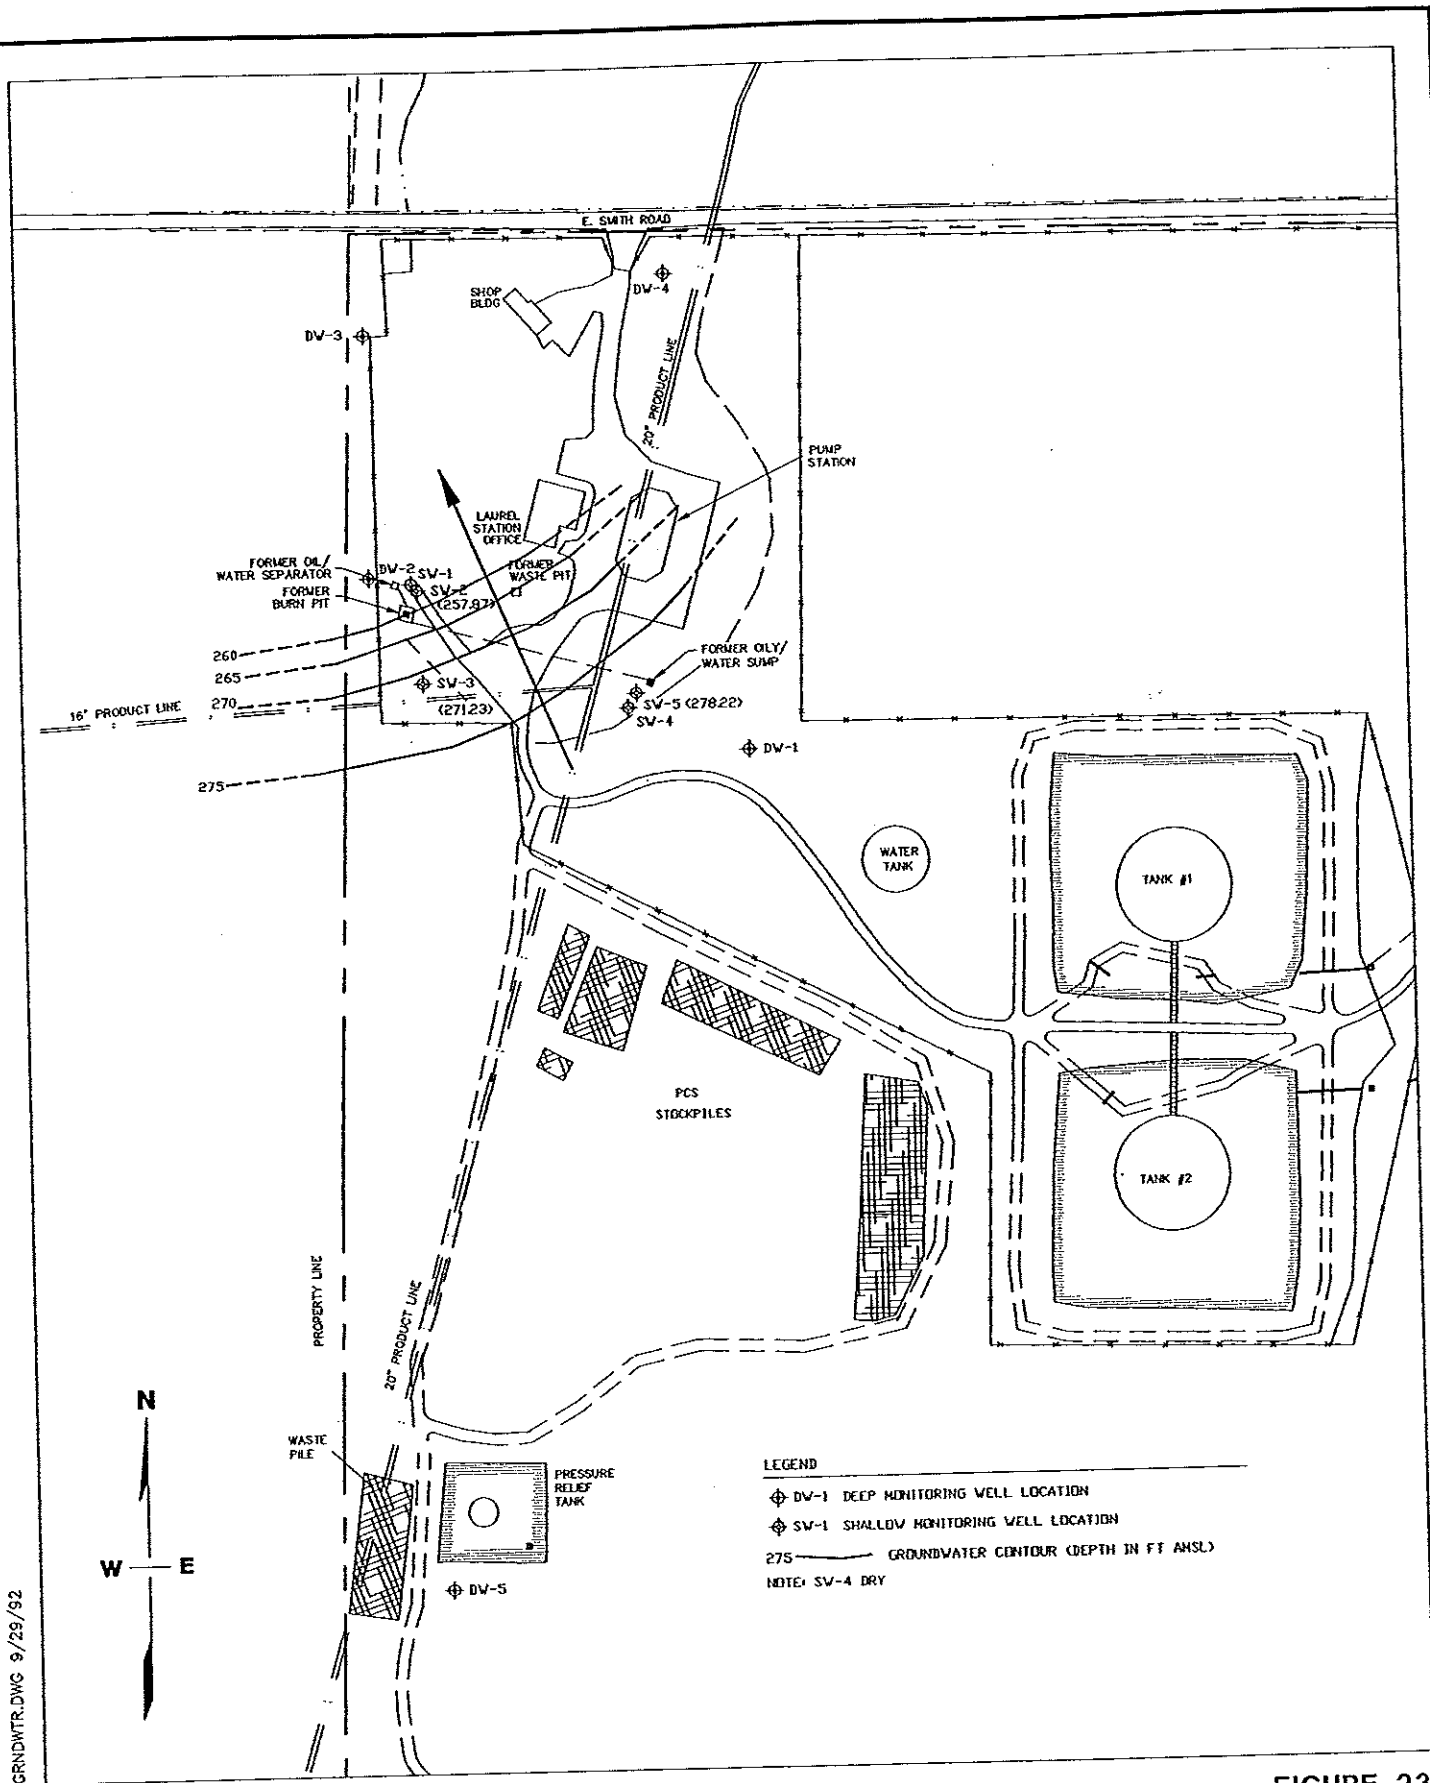 E. SMITH ROAD
SHOP
BLDG
DW-4
DW-3
20" PRODUCT LINE
PUMP
STATION
LAUREL
STATION
OFFICE
FORMER OIL/
WATER SEPARATOR
DW-2
SW-1
FORMER
WASTE PIT
FORMER
BURN PIT
SW-2
(257.87)
260
265
270
275
FORMER OILY/
WATER SUMP
SW-3
(271.23)
SW-5 (278.22)
SW-4
16" PRODUCT LINE
DW-1
WATER
TANK
TANK #1
PCS
STOCKPILES
TANK #2
PROPERTY LINE
20" PRODUCT LINE
N
W
E
WASTE
PILE
PRESSURE
RELIEF
TANK
DW-5
LEGEND
DW-1 DEEP MONITORING WELL LOCATION
SW-1 SHALLOW MONITORING WELL LOCATION
275 GROUNDWATER CONTOUR (DEPTH IN FT AMSL)
NOTE: SW-4 DRY
GRNDWTR.DWG 9/29/92
FIGURE 23